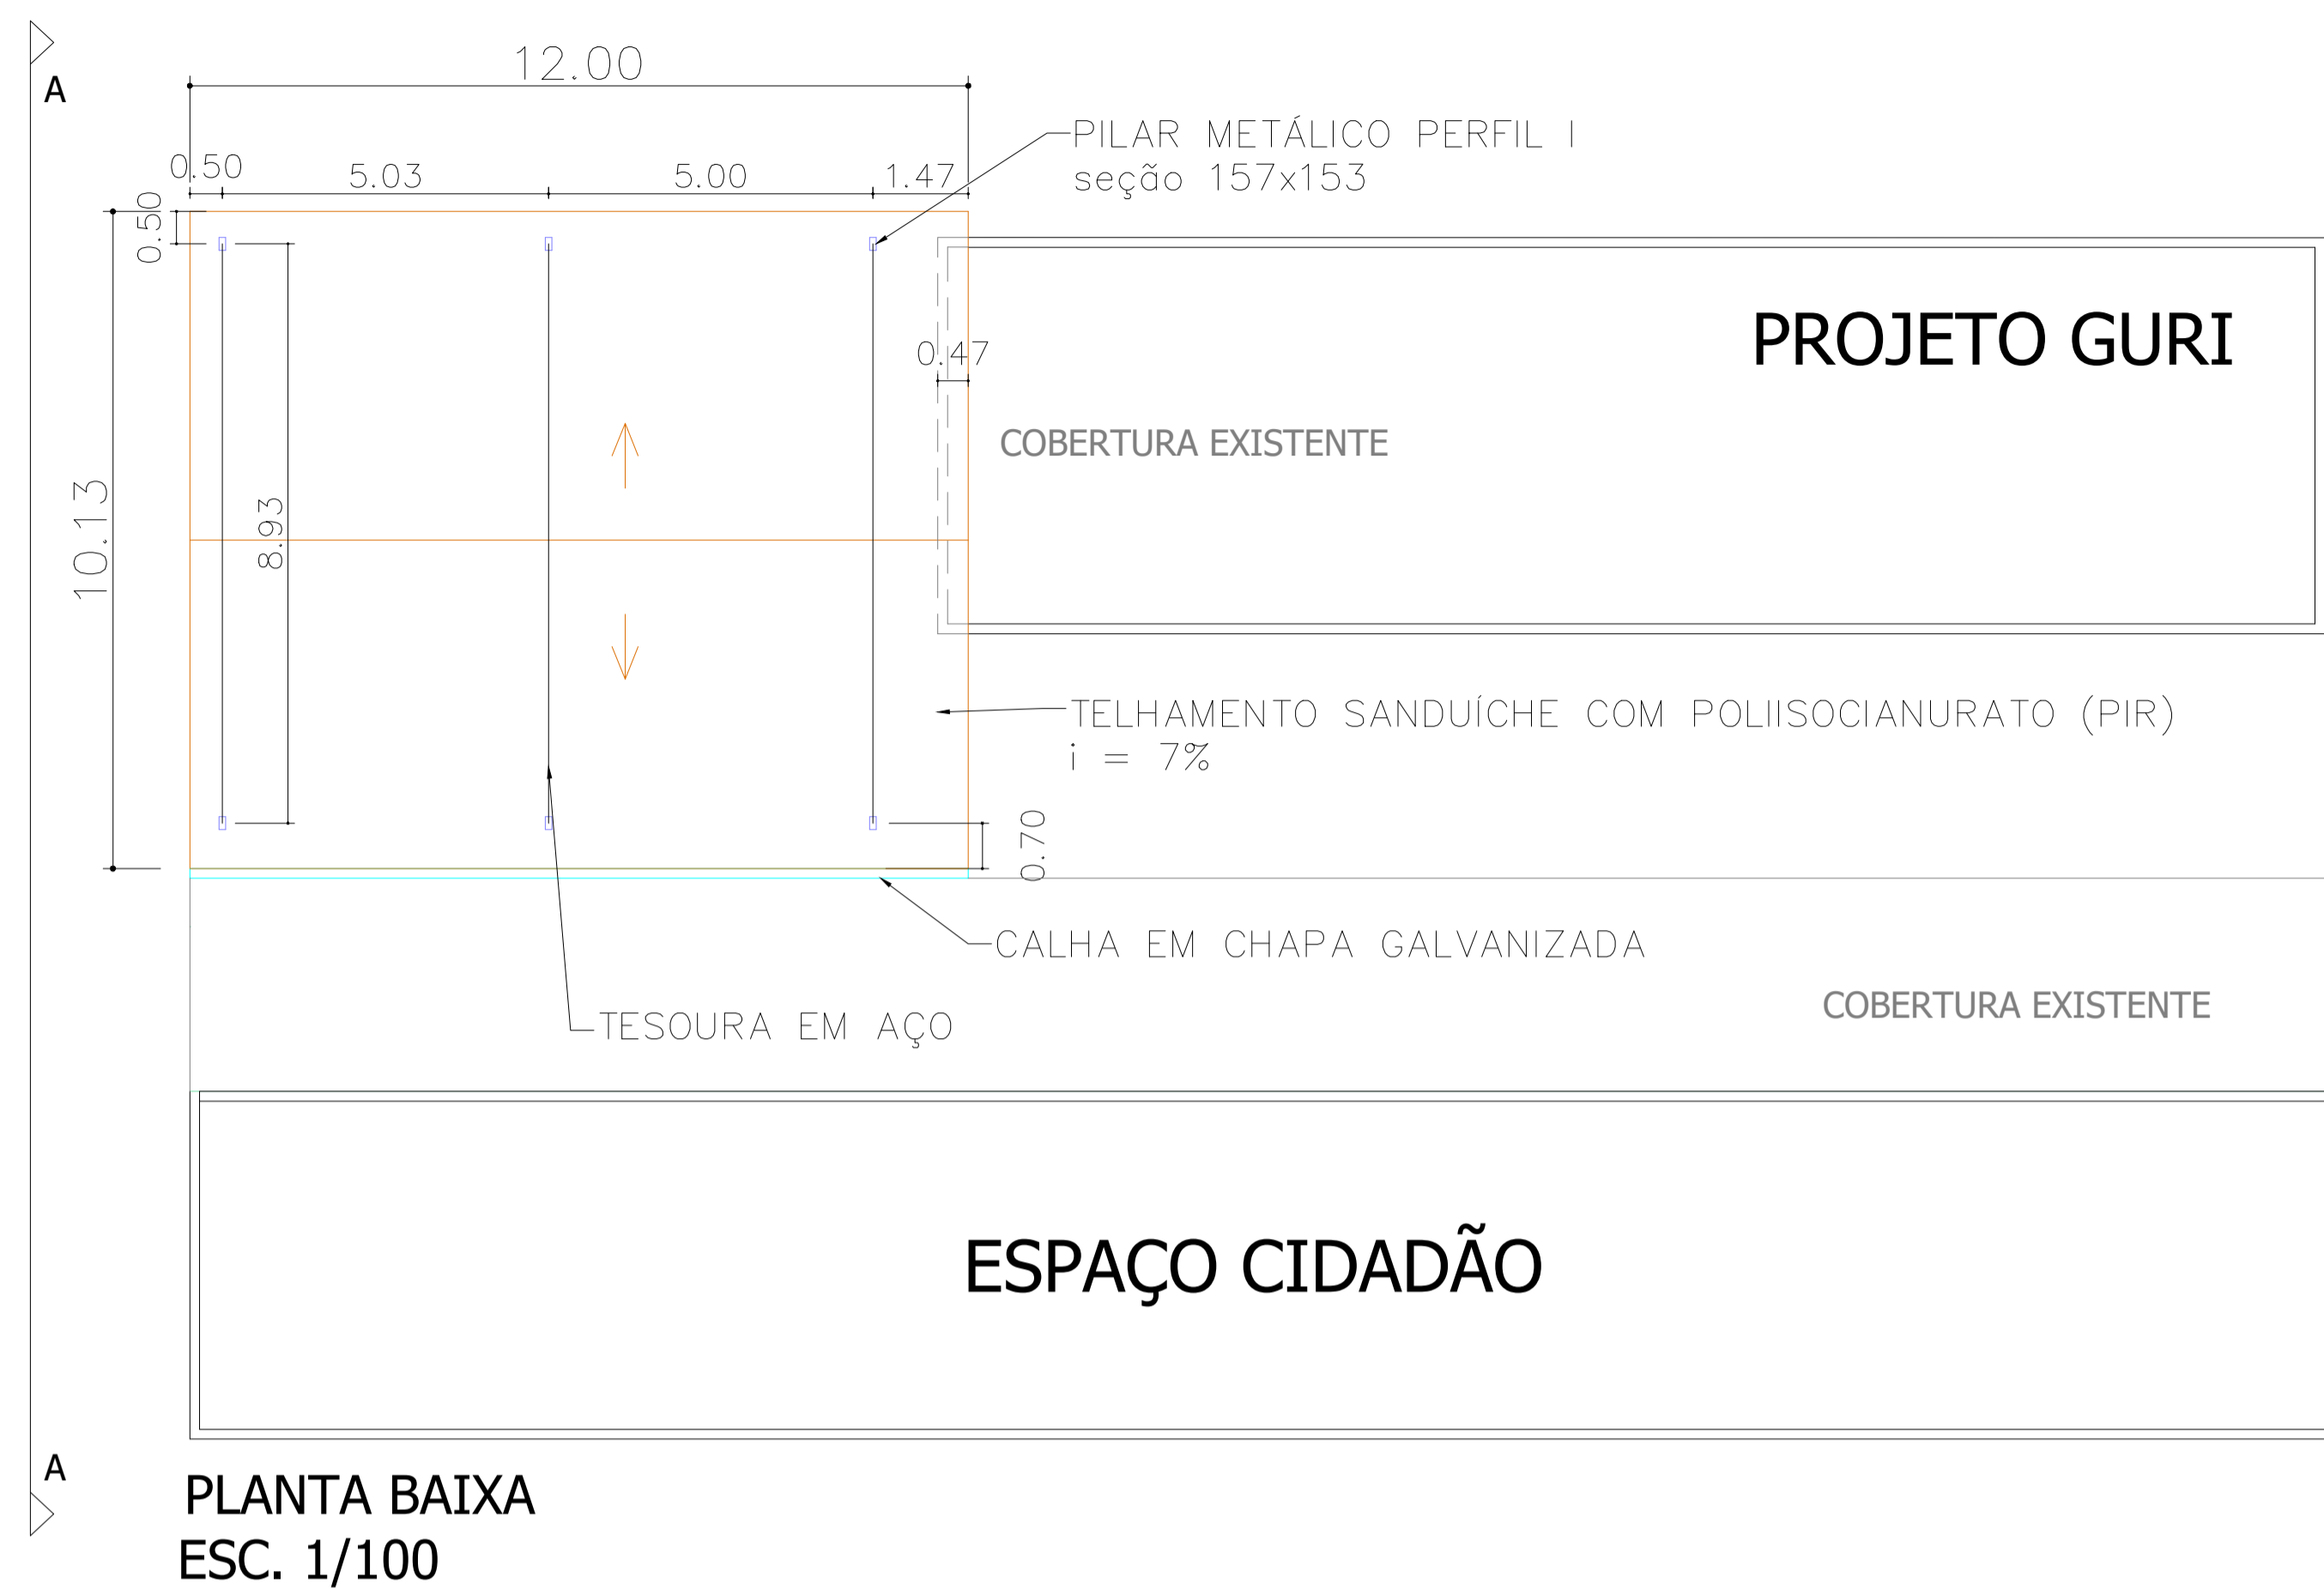 A
12.00
PILAR METÁLICO PERFIL I
seção 157x153
0.50
5.03
5.00
1.47
0.50
PROJETO GURI
0.47
COBERTURA EXISTENTE
10.13
8.93
TELHAMENTO SANDUÍCHE COM POLIISOCIANURATO (PIR)
i = 7%
0.70
CALHA EM CHAPA GALVANIZADA
COBERTURA EXISTENTE
TESOURA EM AÇO
ESPAÇO CIDADÃO
A
PLANTA BAIXA
ESC. 1/100